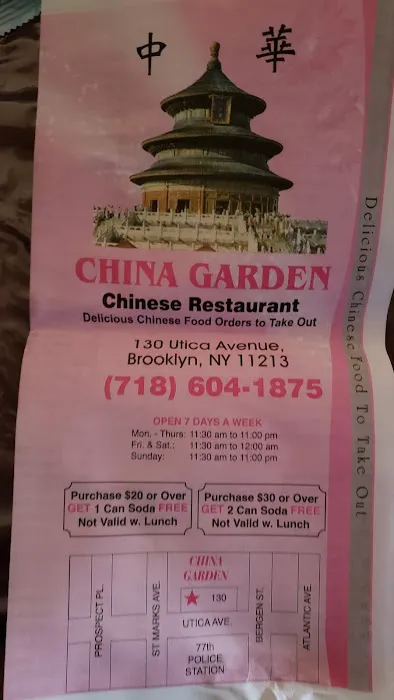 中 華
CHINA GARDEN
Chinese Restaurant
Delicious Chinese Food Orders to Take Out
130 Utica Avenue,
Brooklyn, NY 11213
(718) 604-1875
OPEN 7 DAYS A WEEK
Mon. - Thurs: 11:30 am to 11:00 pm
Fri. & Sat.: 11:30 am to 12:00 am
Sunday: 11:30 am to 11:00 pm
Purchase $20 or Over
GET 1 Can Soda FREE
Not Valid w. Lunch
Purchase $30 or Over
GET 2 Can Soda FREE
Not Valid w. Lunch
CHINA
GARDEN
130
UTICA AVE.
77th
POLICE
STATION
PROSPECT PL.
ST MARKS AVE.
BERGEN ST.
ATLANTIC AVE.
Delicious Chinese food To Take Out